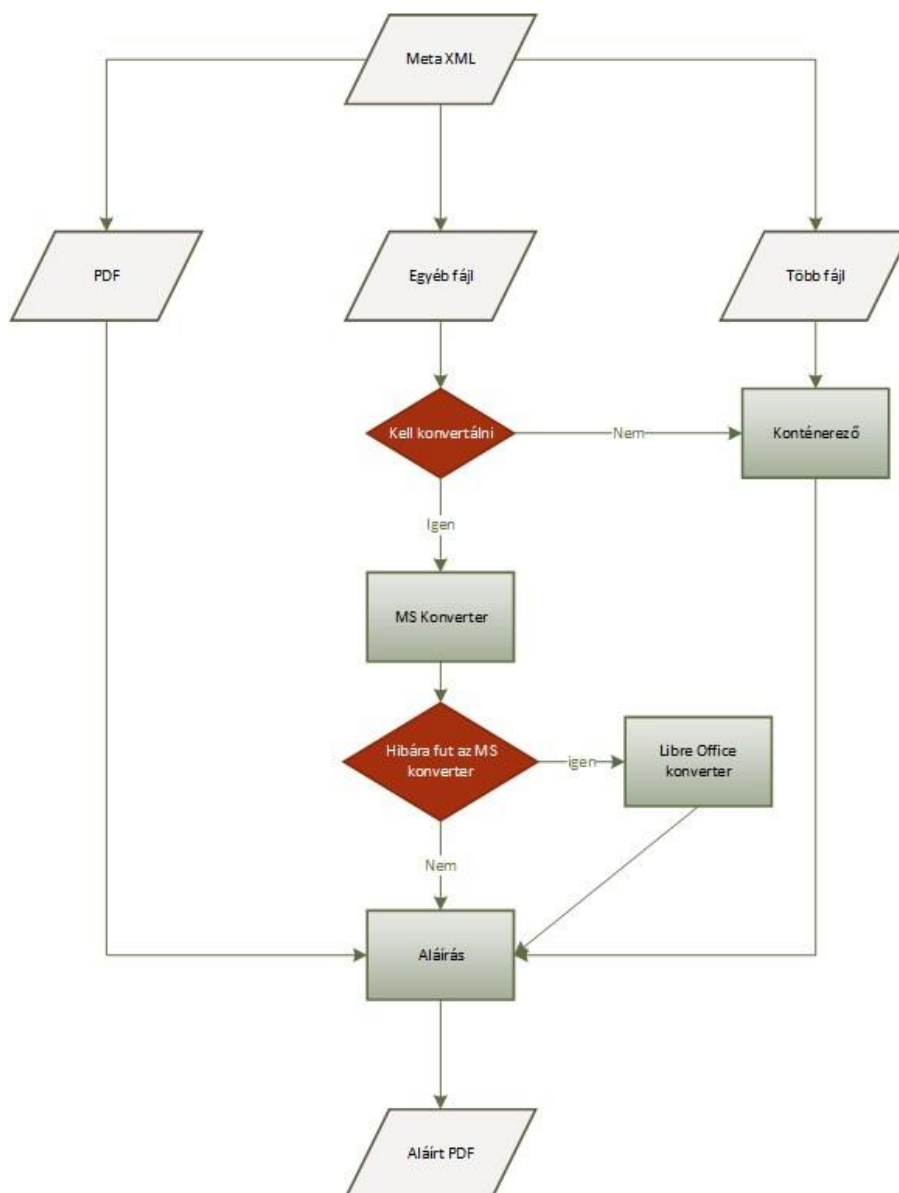 Meta XML
PDF
Egyéb fájl
Több fájl
Kell konvertálni
Nem
Konténerező
Igen
MS Konverter
Hibára fut az MS
konverter
igen
Libre Office
konverter
Nem
Aláírás
Aláírt PDF